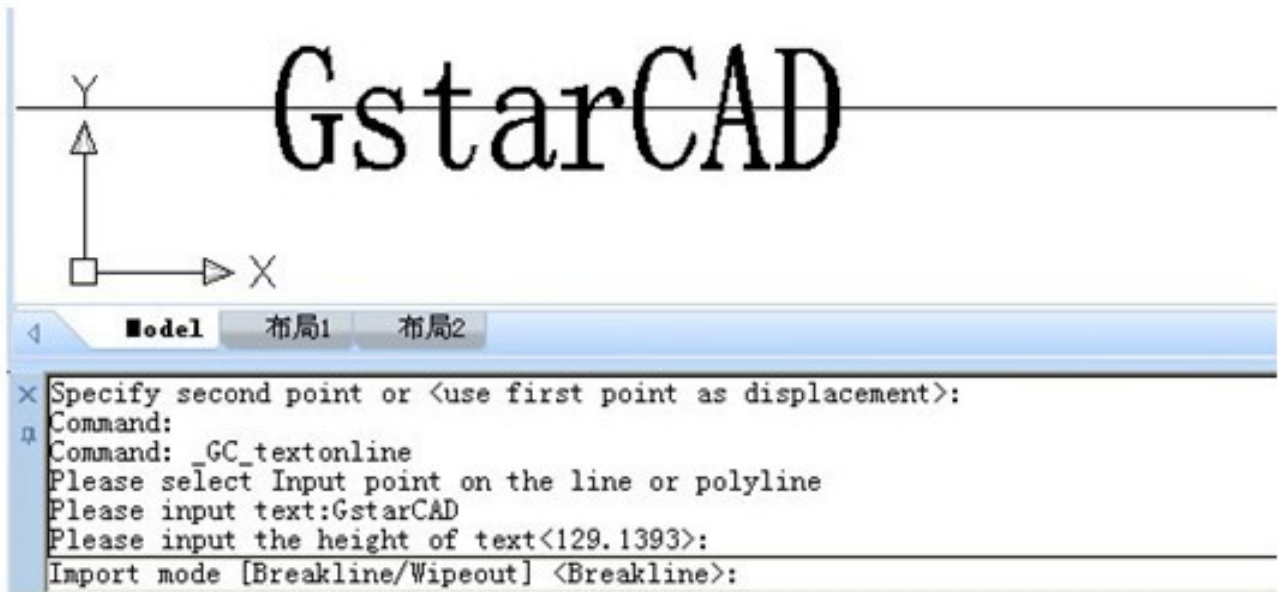 Y
GstarCAD
X
Model 布局1 布局2
Specify second point or <use first point as displacement>:
Command:
Command: _GC_textonline
Please select Input point on the line or polyline
Please input text:GstarCAD
Please input the height of text<129.1393>:
Import mode [Breakline/Wipeout] <Breakline>: